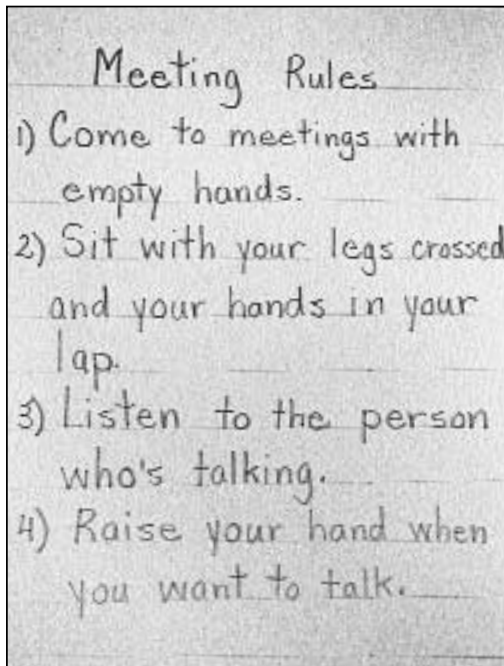 Meeting Rules
1) Come to meetings with
empty hands.
2) Sit with your legs crossed
and your hands in your
lap.
3) Listen to the person
who's talking.
4) Raise your hand when
you want to talk.